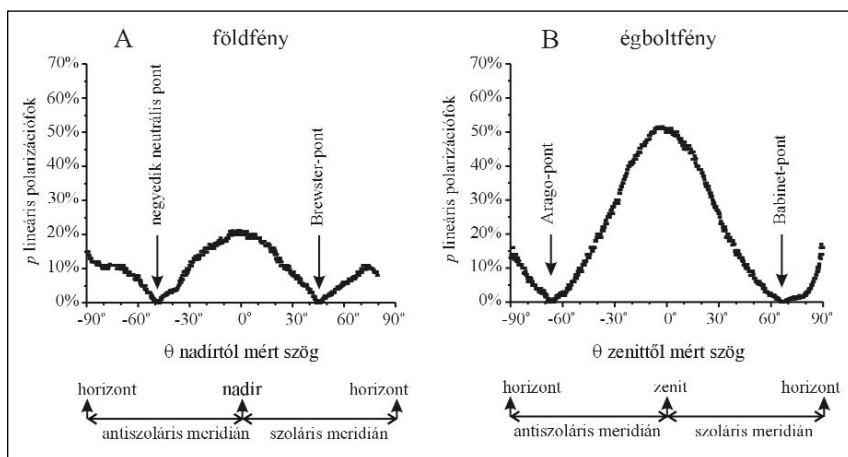 A földfény
p lineáris polarizációfok
70%
60%
50%
40%
30%
20%
10%
0%
negyedik neutrális pont
Brewster-pont
-90° -60° -30° 0° 30° 60° 90°
θ nadírtól mért szög
horizont nadír horizont
antiszoláris meridián szoláris meridián
B égboltfény
p lineáris polarizációfok
70%
60%
50%
40%
30%
20%
10%
0%
Arago-pont
Babinet-pont
-90° -60° -30° 0° 30° 60° 90°
θ zenittől mért szög
horizont zenit horizont
antiszoláris meridián szoláris meridián